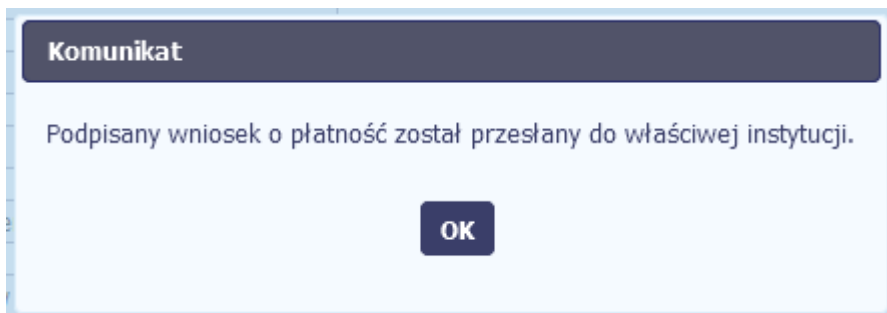 Komunikat
Podpisany wniosek o płatność został przesłany do właściwej instytucji.
OK